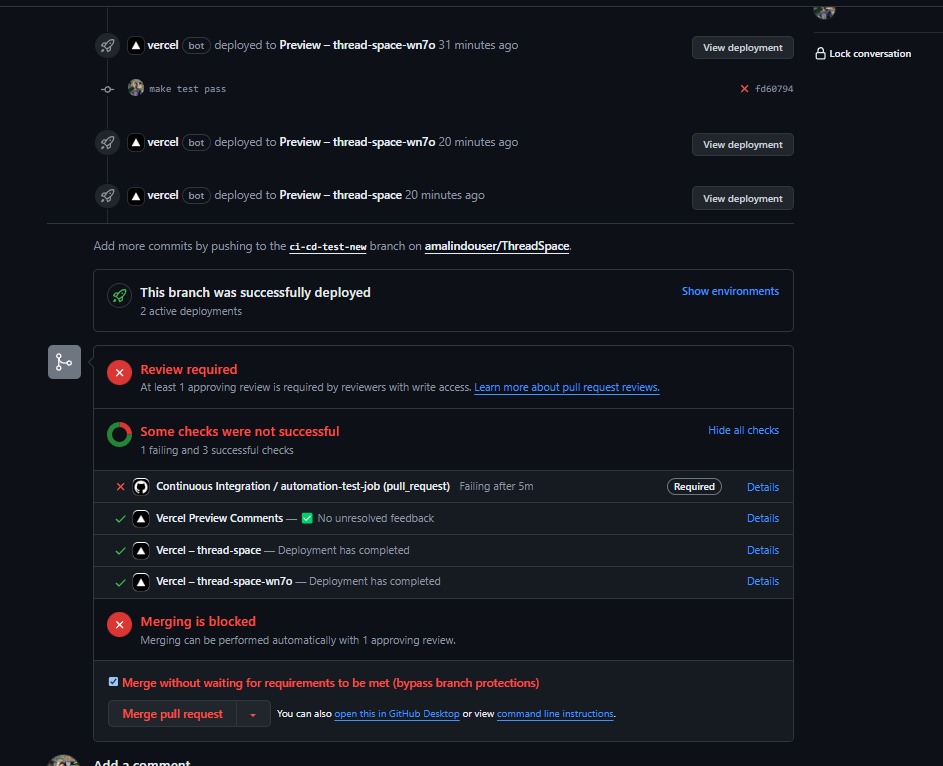 vercel bot deployed to Preview – thread-space-wn7o 31 minutes ago View deployment
Lock conversation
make test pass fd60794
vercel bot deployed to Preview – thread-space-wn7o 20 minutes ago View deployment
vercel bot deployed to Preview – thread-space 20 minutes ago View deployment
Add more commits by pushing to the ci-cd-test-new branch on amalindouser/ThreadSpace.
This branch was successfully deployed Show environments
2 active deployments
Review required
At least 1 approving review is required by reviewers with write access. Learn more about pull request reviews.
Some checks were not successful Hide all checks
1 failing and 3 successful checks
Continuous Integration / automation-test-job (pull_request) Failing after 5m Required Details
Vercel Preview Comments — ✅ No unresolved feedback Details
Vercel – thread-space — Deployment has completed Details
Vercel – thread-space-wn7o — Deployment has completed Details
Merging is blocked
Merging can be performed automatically with 1 approving review.
Merge without waiting for requirements to be met (bypass branch protections)
Merge pull request You can also open this in GitHub Desktop or view command line instructions.
Add a comment